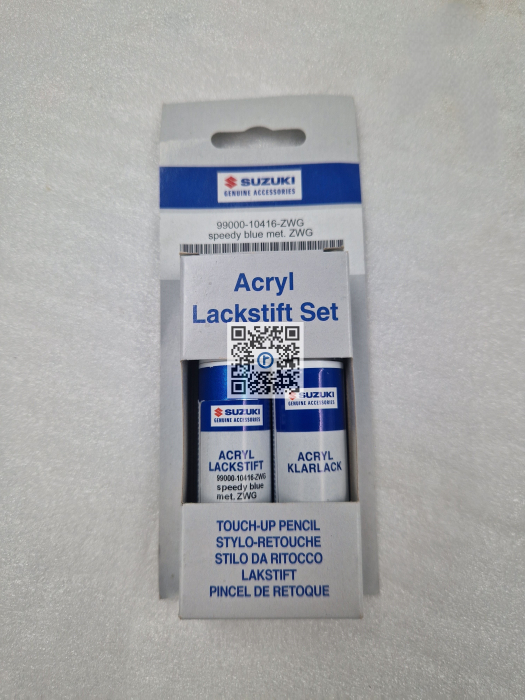 SUZUKI
GENUINE ACCESSORIES
99000-10416-ZWG
speedy blue met. ZWG
Acryl
Lackstift Set
SUZUKI
GENUINE ACCESSORIES
ACRYL
LACKSTIFT
99000-10416-ZWG
speedy blue
met. ZWG
SUZUKI
GENUINE ACCESSORIES
ACRYL
KLARLACK
TOUCH-UP PENCIL
STYLO-RETOUCHE
STILO DA RITOCCO
LAKSTIFT
PINCEL DE RETOQUE